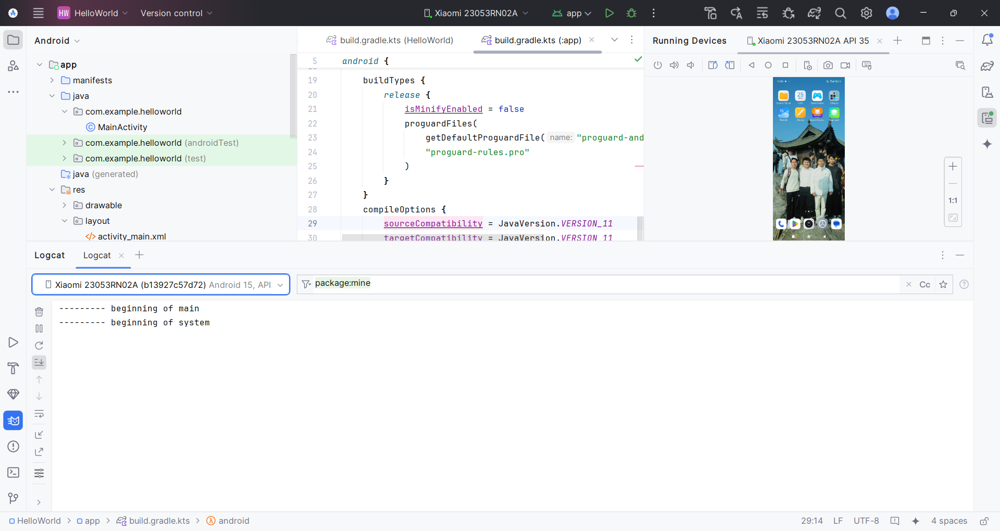 HW HelloWorld Version control Xiaomi 23053RN02A app
Android
app
manifests
java
com.example.helloworld
MainActivity
com.example.helloworld (androidTest)
com.example.helloworld (test)
java (generated)
res
drawable
layout
activity_main.xml
build.gradle.kts (HelloWorld) build.gradle.kts (:app)
5 android {
19 buildTypes {
20 release {
21 isMinifyEnabled = false
22 proguardFiles(
23 getDefaultProguardFile( name: "proguard-and
24 "proguard-rules.pro"
25 )
26 }
27 }
28 compileOptions {
29 sourceCompatibility = JavaVersion.VERSION_11
30 targetCompatibility = JavaVersion.VERSION_11
Running Devices Xiaomi 23053RN02A API 35
1:1
Logcat Logcat
Xiaomi 23053RN02A (b13927c57d72) Android 15, API
package:mine
Cc
--------- beginning of main
--------- beginning of system
HelloWorld > app > build.gradle.kts > android
29:14 LF UTF-8 4 spaces